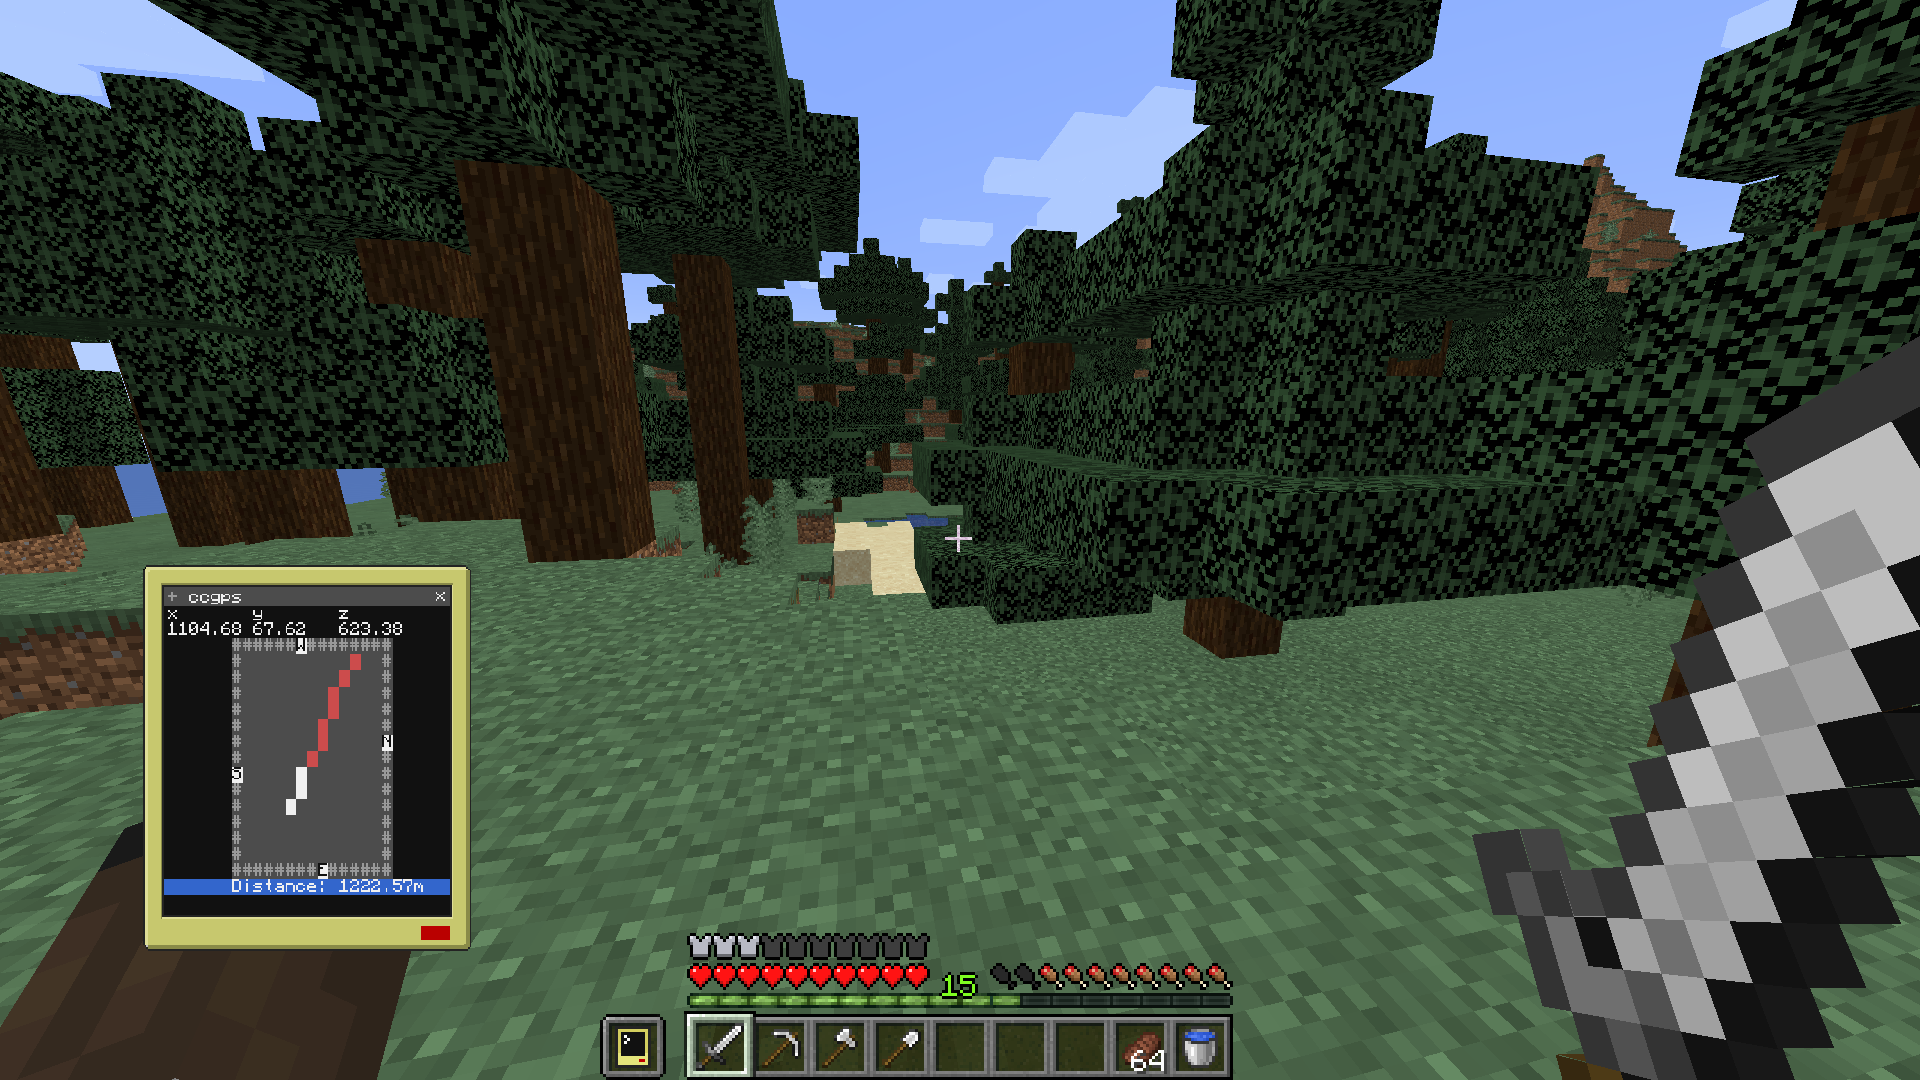 + ccgps ×
x y z
1104.68 67.62 623.38
W
N
S
E
Distance: 1222.57m
15
64